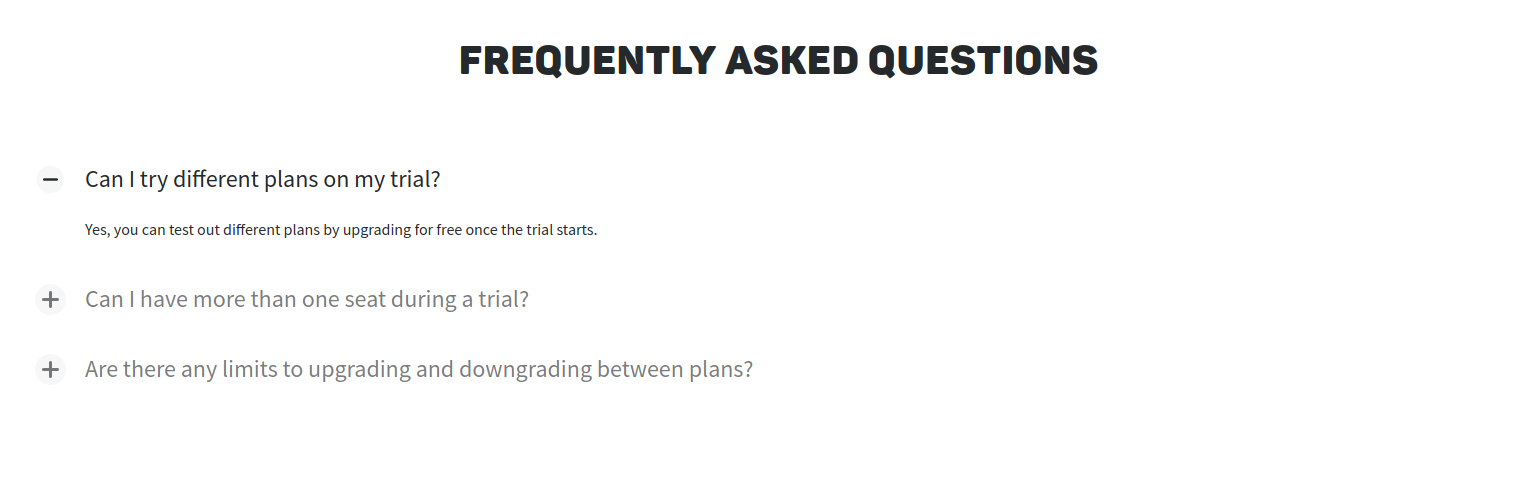 FREQUENTLY ASKED QUESTIONS
Can I try different plans on my trial?
Yes, you can test out different plans by upgrading for free once the trial starts.
Can I have more than one seat during a trial?
Are there any limits to upgrading and downgrading between plans?